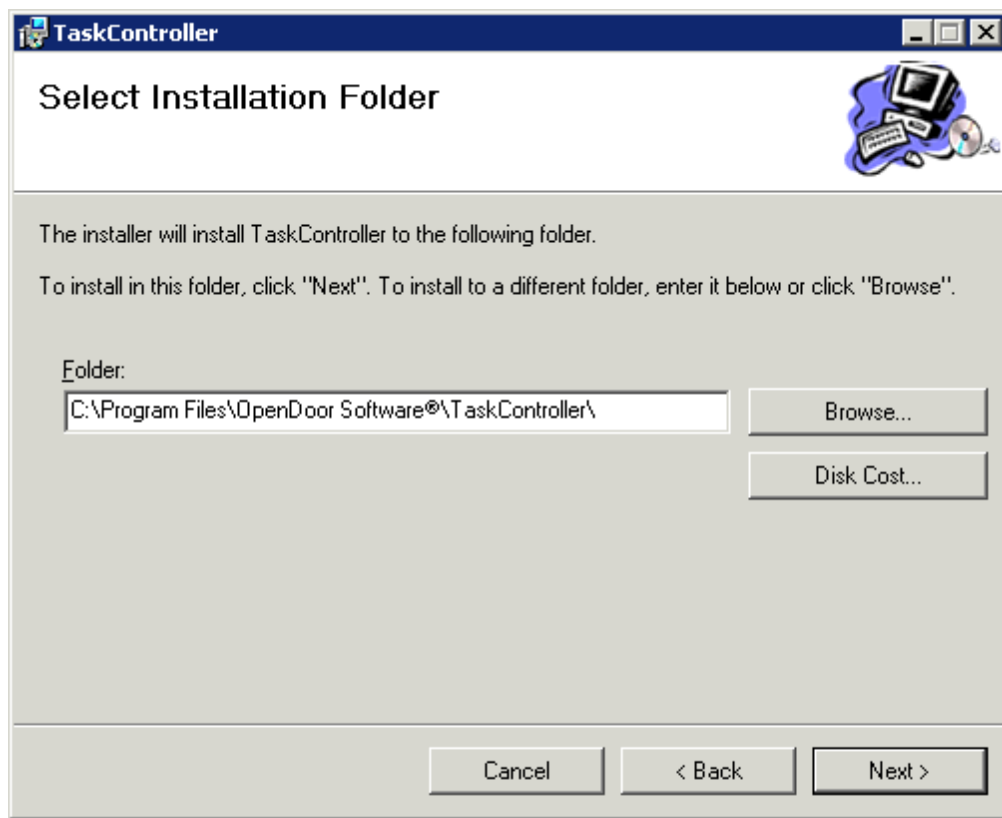 TaskController
Select Installation Folder
The installer will install TaskController to the following folder.
To install in this folder, click "Next". To install to a different folder, enter it below or click "Browse".
Folder:
C:\Program Files\OpenDoor Software®\TaskController\
Browse...
Disk Cost...
Cancel
< Back
Next >